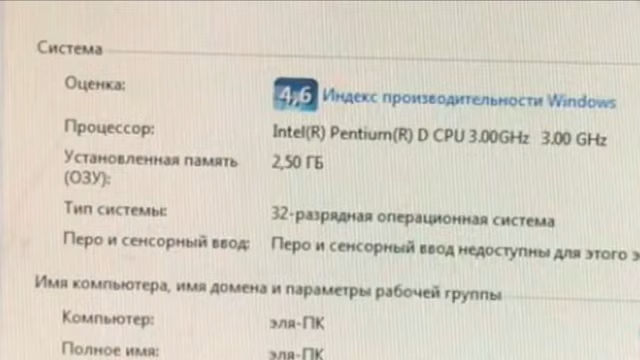 Система
Оценка: 4,6 Индекс производительности Windows
Процессор: Intel(R) Pentium(R) D CPU 3.00GHz 3.00 GHz
Установленная память 2,50 ГБ
(ОЗУ):
Тип системы: 32-разрядная операционная система
Перо и сенсорный ввод: Перо и сенсорный ввод недоступны для этого э
Имя компьютера, имя домена и параметры рабочей группы
Компьютер: эля-ПК
Полное имя: эля-ПК